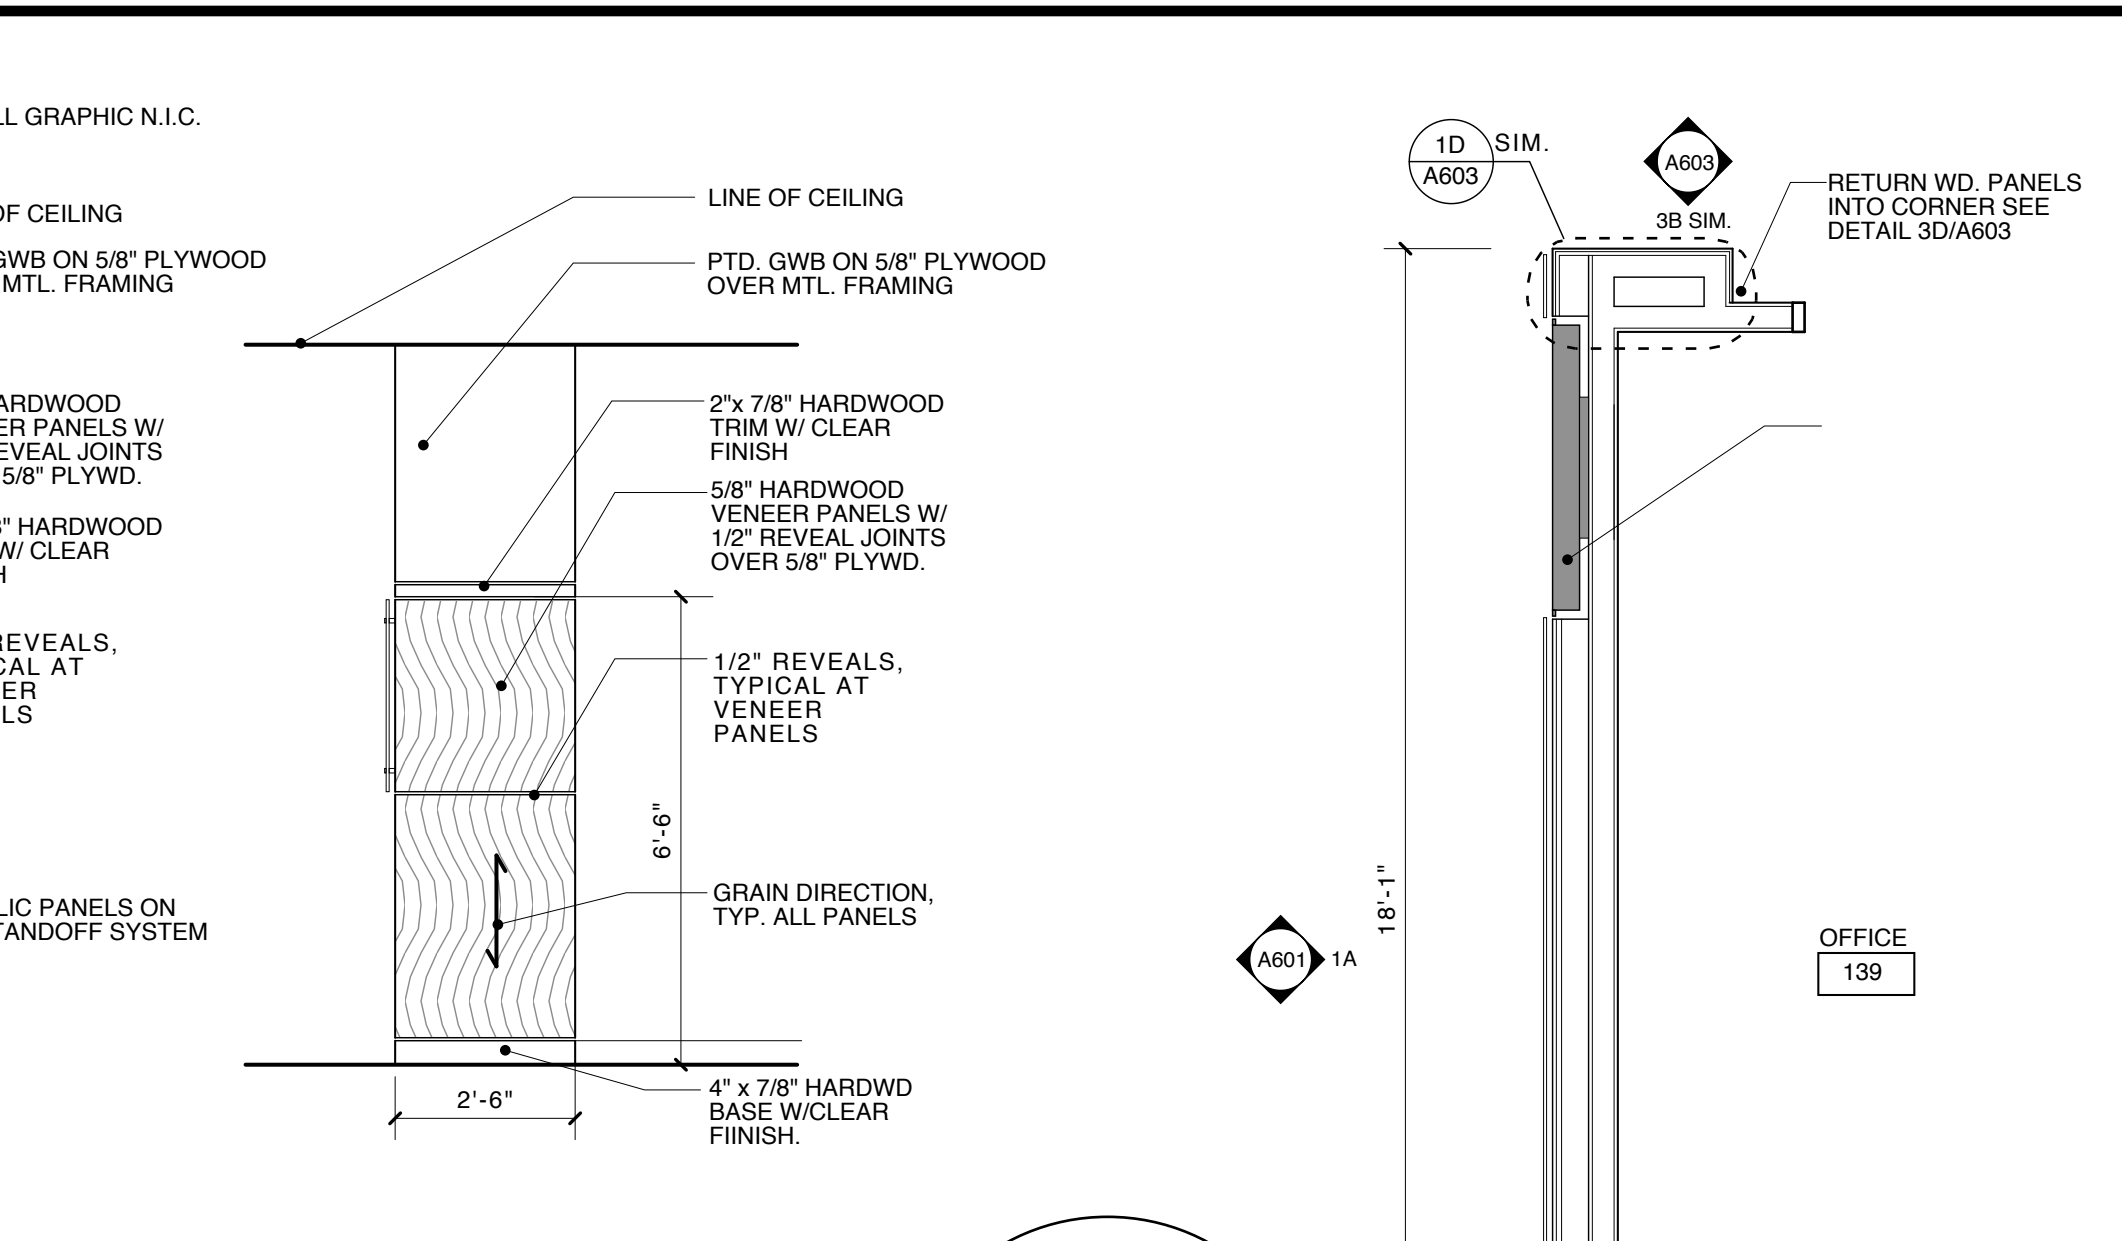 LL GRAPHIC N.I.C.
OF CEILING
GWB ON 5/8" PLYWOOD
MTL. FRAMING
ARDWOOD
ER PANELS W/
EVEAL JOINTS
5/8" PLYWD.
8" HARDWOOD
W/ CLEAR
H
REVEALS,
CAL AT
ER
LS
LIC PANELS ON
TANDOFF SYSTEM
LINE OF CEILING
PTD. GWB ON 5/8" PLYWOOD
OVER MTL. FRAMING
2"x 7/8" HARDWOOD
TRIM W/ CLEAR
FINISH
5/8" HARDWOOD
VENEER PANELS W/
1/2" REVEAL JOINTS
OVER 5/8" PLYWD.
1/2" REVEALS,
TYPICAL AT
VENEER
PANELS
6'-6"
GRAIN DIRECTION,
TYP. ALL PANELS
2'-6"
4" x 7/8" HARDWD
BASE W/CLEAR
FIINISH.
1D
A603
SIM.
A603
3B SIM.
RETURN WD. PANELS
INTO CORNER SEE
DETAIL 3D/A603
18'-1"
A601
1A
OFFICE
139